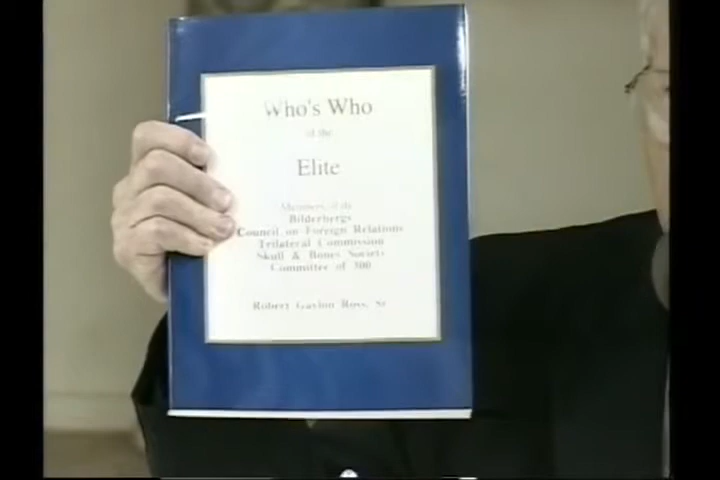 Who's Who
of the
Elite
Members of the
Bilderbergs
Council on Foreign Relations
Trilateral Commission
Skull & Bones Society
Committee of 300
Robert Gaylon Ross, Sr